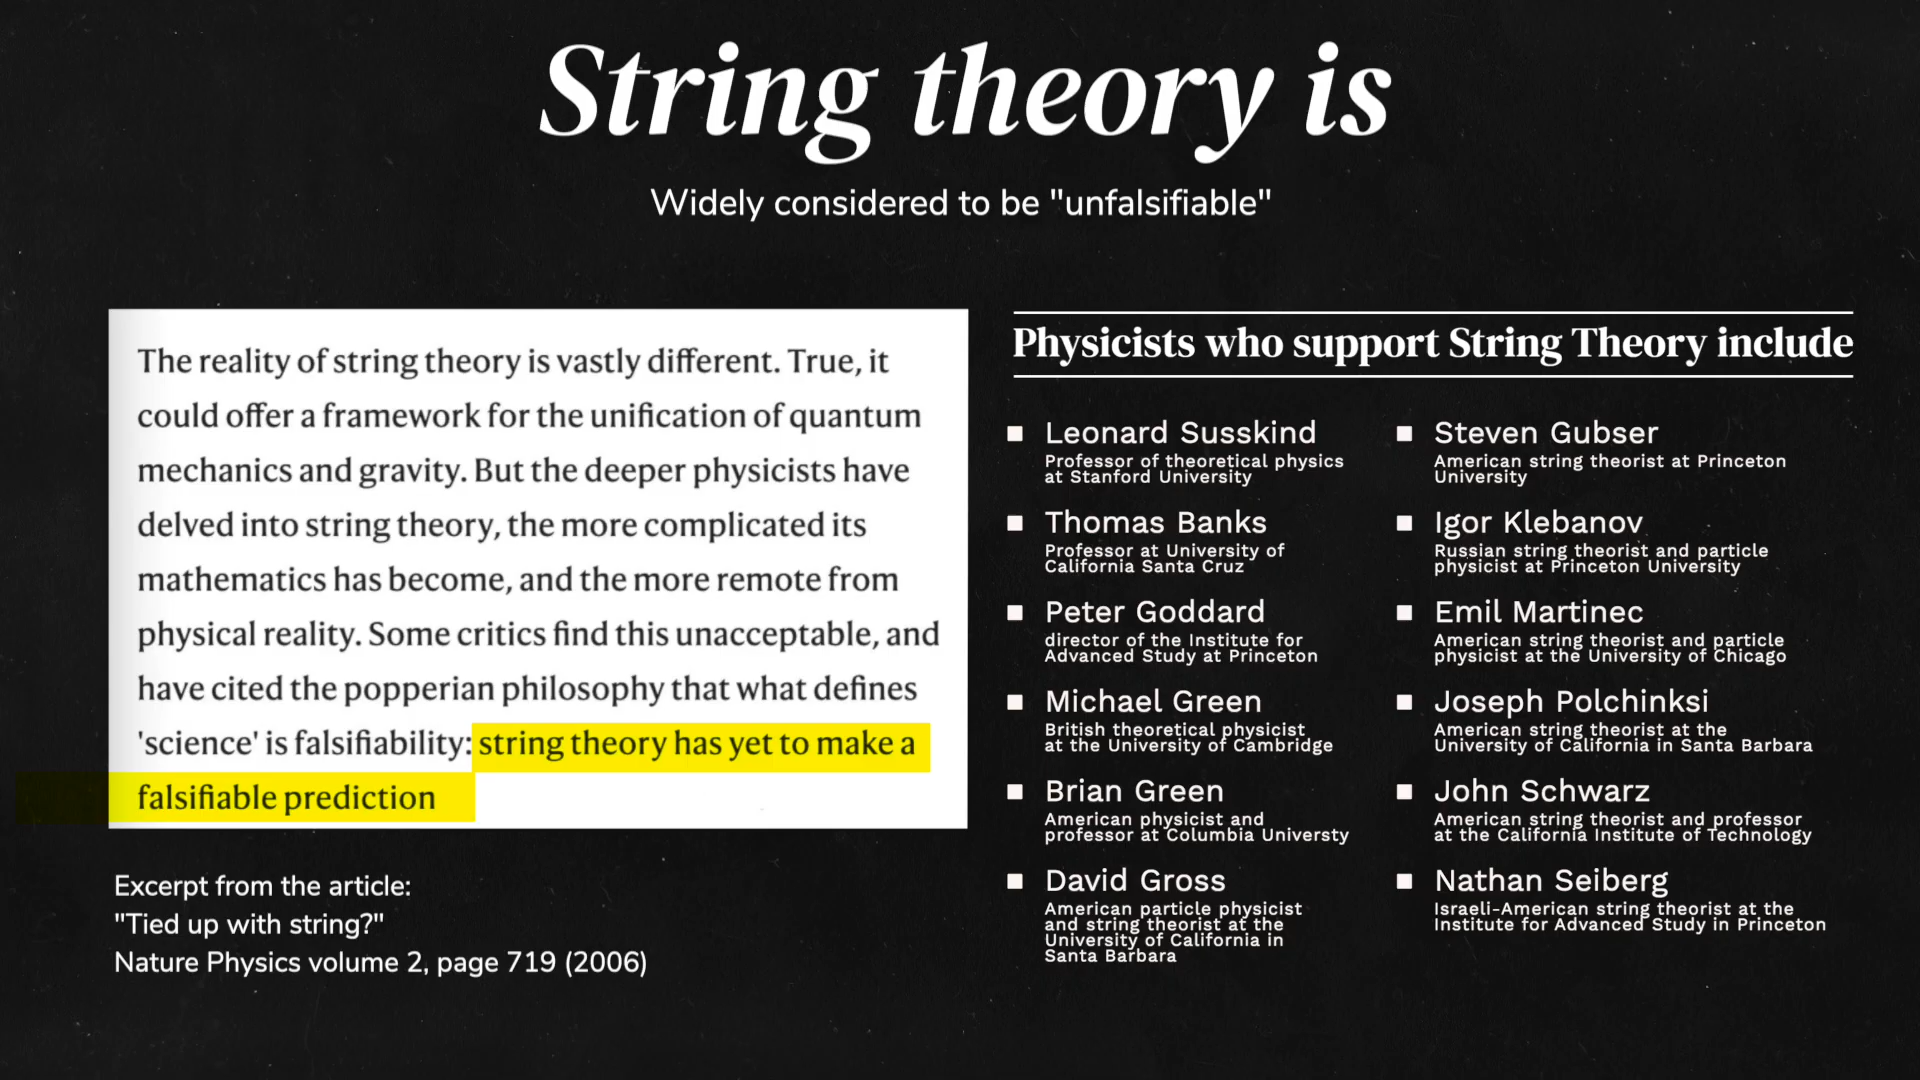 String theory is
Widely considered to be "unfalsifiable"
The reality of string theory is vastly different. True, it
could offer a framework for the unification of quantum
mechanics and gravity. But the deeper physicists have
delved into string theory, the more complicated its
mathematics has become, and the more remote from
physical reality. Some critics find this unacceptable, and
have cited the popperian philosophy that what defines
'science' is falsifiability: string theory has yet to make a
falsifiable prediction
Excerpt from the article:
"Tied up with string?"
Nature Physics volume 2, page 719 (2006)
Physicists who support String Theory include
Leonard Susskind
Professor of theoretical physics
at Stanford University
Thomas Banks
Professor at University of
California Santa Cruz
Peter Goddard
director of the Institute for
Advanced Study at Princeton
Michael Green
British theoretical physicist
at the University of Cambridge
Brian Green
American physicist and
professor at Columbia Universty
David Gross
American particle physicist
and string theorist at the
University of California in
Santa Barbara
Steven Gubser
American string theorist at Princeton
University
Igor Klebanov
Russian string theorist and particle
physicist at Princeton University
Emil Martinec
American string theorist and particle
physicist at the University of Chicago
Joseph Polchinksi
American string theorist at the
University of California in Santa Barbara
John Schwarz
American string theorist and professor
at the California Institute of Technology
Nathan Seiberg
Israeli-American string theorist at the
Institute for Advanced Study in Princeton